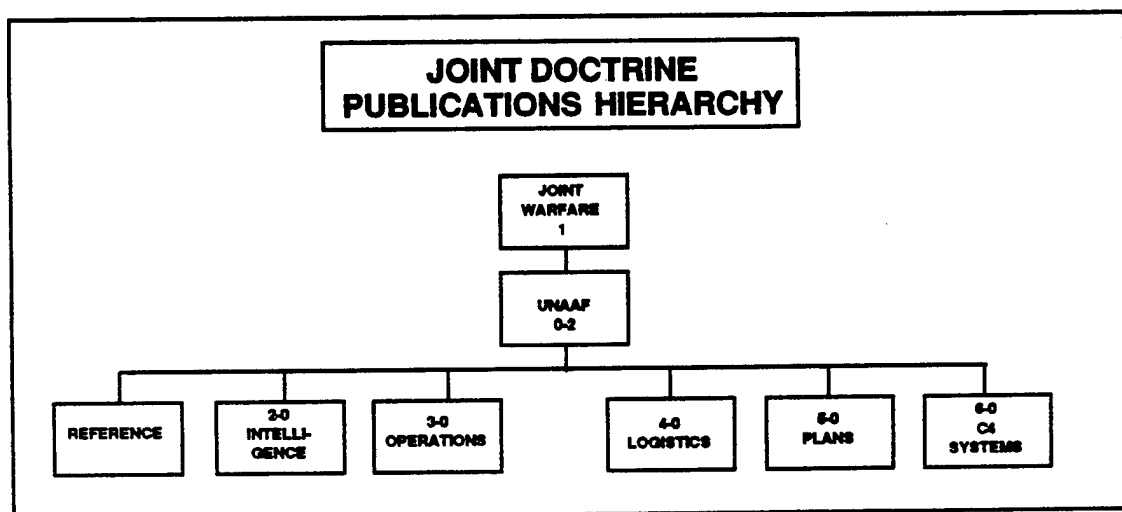 JOINT DOCTRINE
PUBLICATIONS HIERARCHY
JOINT
WARFARE
1
UNAAF
0-2
REFERENCE
2-0
INTELLI-
GENCE
3-0
OPERATIONS
4-0
LOGISTICS
5-0
PLANS
6-0
C4
SYSTEMS